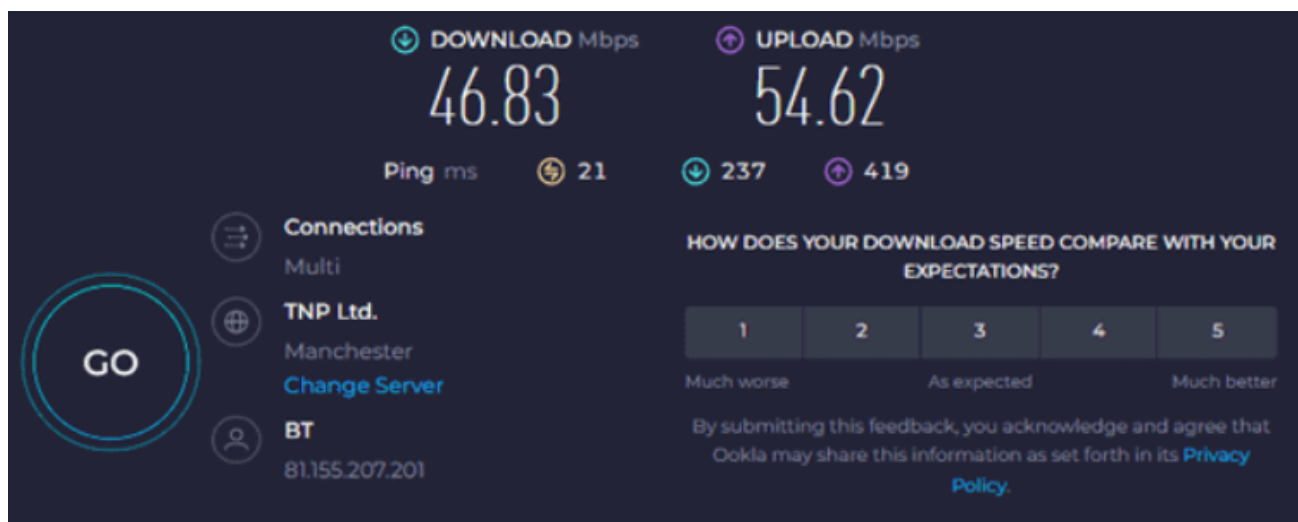 DOWNLOAD Mbps
46.83
UPLOAD Mbps
54.62
Ping ms 21 237 419
GO
Connections
Multi
TNP Ltd.
Manchester
Change Server
BT
81.155.207.201
HOW DOES YOUR DOWNLOAD SPEED COMPARE WITH YOUR
EXPECTATIONS?
1 2 3 4 5
Much worse As expected Much better
By submitting this feedback, you acknowledge and agree that
Ookla may share this information as set forth in its Privacy
Policy.